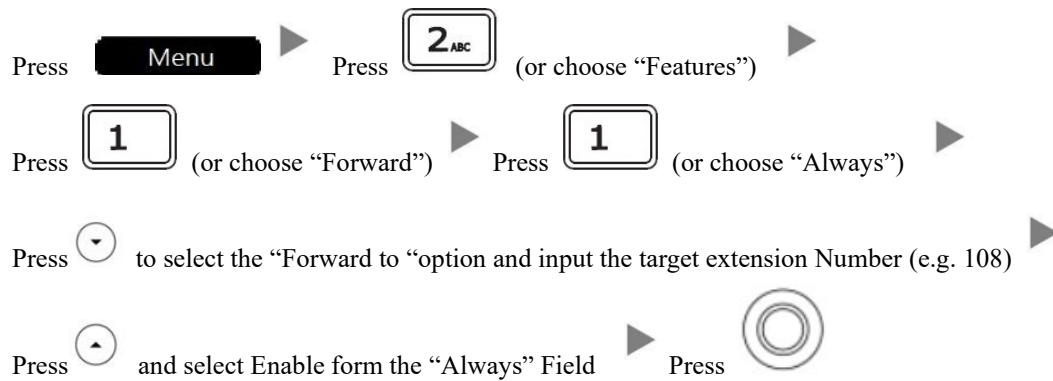 Press Menu Press 2 ABC (or choose “Features”)
Press 1 (or choose “Forward”) Press 1 (or choose “Always”)
Press to select the “Forward to “option and input the target extension Number (e.g. 108)
Press and select Enable form the “Always” Field Press